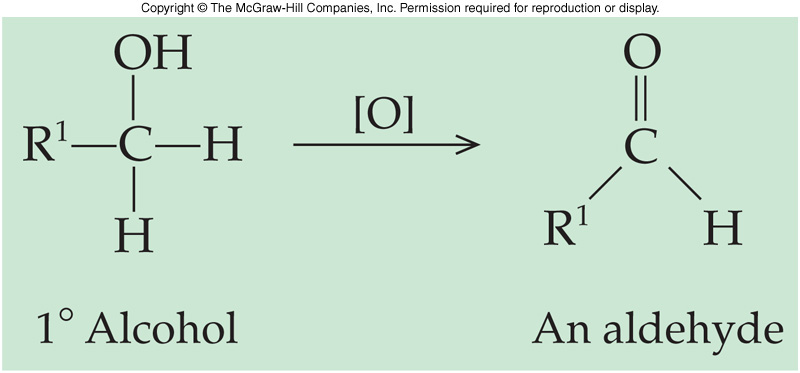 Copyright © The McGraw-Hill Companies, Inc. Permission required for reproduction or display.
OH
R¹—C—H
H
[O]
O
C
R¹ H
1° Alcohol
An aldehyde